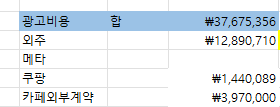 광고비용 합 ₩37,675,356
외주 ₩12,890,710
메타
쿠팡 ₩1,440,089
카페외부계약 ₩3,970,000